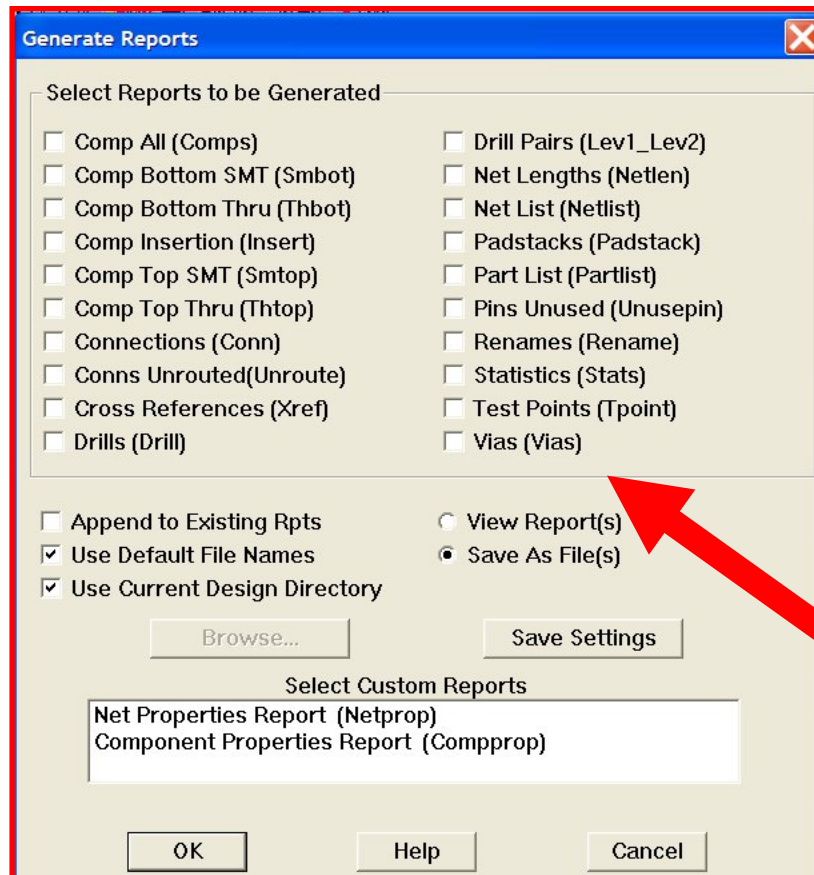 Generate Reports
Select Reports to be Generated
Comp All (Comps)
Comp Bottom SMT (Smbot)
Comp Bottom Thru (Thbot)
Comp Insertion (Insert)
Comp Top SMT (Smtop)
Comp Top Thru (Thtop)
Connections (Conn)
Conns Unrouted(Unroute)
Cross References (Xref)
Drills (Drill)
Drill Pairs (Lev1_Lev2)
Net Lengths (Netlen)
Net List (Netlist)
Padstacks (Padstack)
Part List (Partlist)
Pins Unused (Unusepin)
Renames (Rename)
Statistics (Stats)
Test Points (Tpoint)
Vias (Vias)
Append to Existing Rpts
Use Default File Names
Use Current Design Directory
View Report(s)
Save As File(s)
Browse...
Save Settings
Select Custom Reports
Net Properties Report (Netprop)
Component Properties Report (Compprop)
OK
Help
Cancel